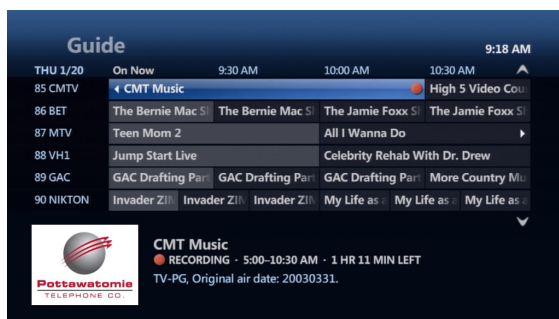 Guide
9:18 AM
THU 1/20 On Now 9:30 AM 10:00 AM 10:30 AM
85 CMTV CMT Music High 5 Video Cou
86 BET The Bernie Mac S The Bernie Mac S The Jamie Foxx S The Jamie Foxx S
87 MTV Teen Mom 2 All I Wanna Do
88 VH1 Jump Start Live Celebrity Rehab With Dr. Drew
89 GAC GAC Drafting Part GAC Drafting Part GAC Drafting Part More Country Mu
90 NIKTON Invader ZIM Invader ZIM Invader ZIM My Life as a My Life as a My Life as a
CMT Music
RECORDING · 5:00–10:30 AM · 1 HR 11 MIN LEFT
TV-PG, Original air date: 20030331.
Pottawatomie
TELEPHONE CO.